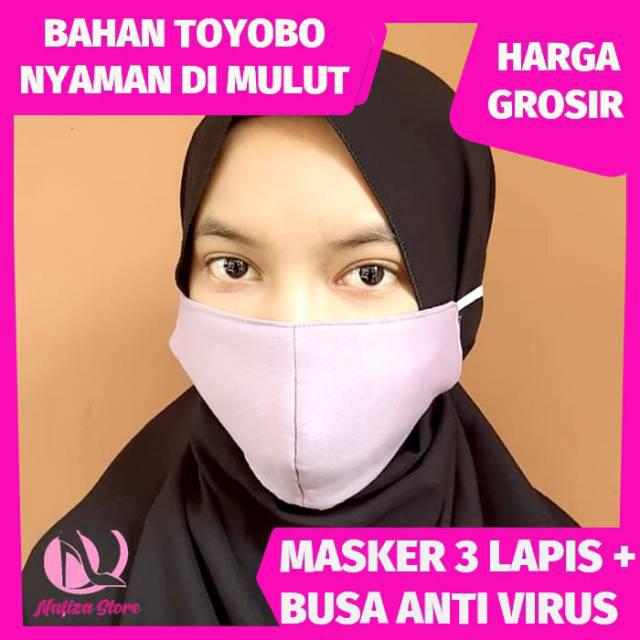 BAHAN TOYOBO
NYAMAN DI MULUT
HARGA
GROSIR
MASKER 3 LAPIS +
BUSA ANTI VIRUS
Nafiza Store